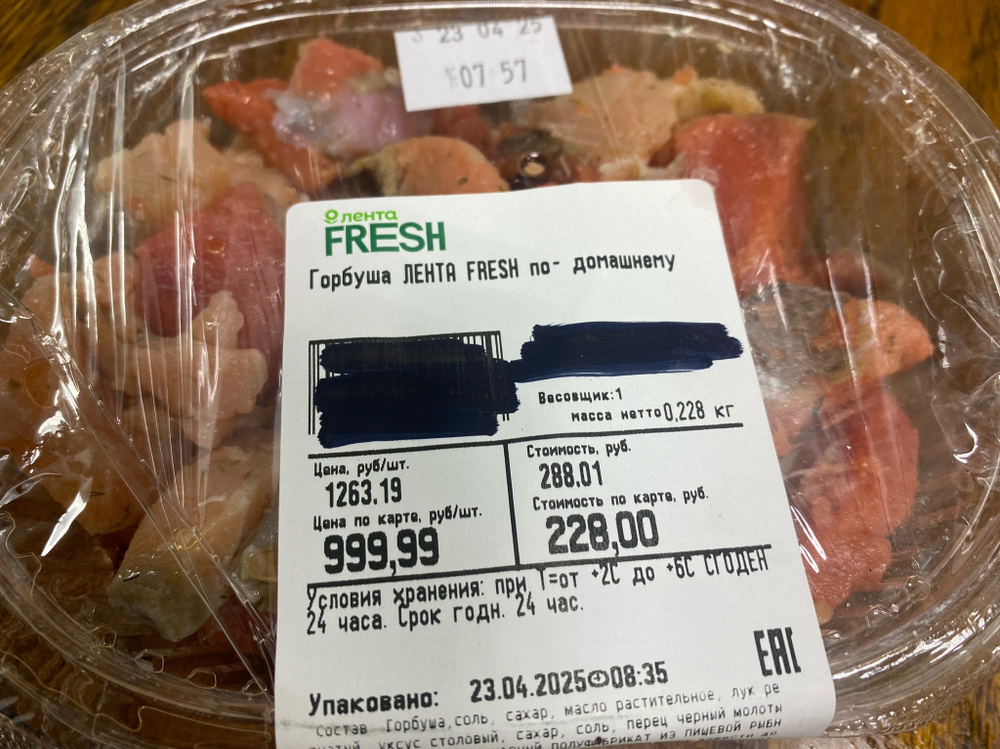 23 04 25
07 57
лента
FRESH
Горбуша ЛЕНТА FRESH по- домашнему
Весовщик:1
масса нетто 0,228 кг
Цена, руб/шт.
1263.19
Цена по карте, руб/шт.
999,99
Стоимость, руб.
288.01
Стоимость по карте, руб.
228,00
Условия хранения: при T=от +2С до +6С СГОДЕН
24 часа. Срок годн. 24 час.
EAC
Упаковано: 23.04.2025 08:35
Состав Горбуша,соль, сахар, масло растительное, лук ре
уксус столовый, сахар, соль, перец черный молоты
ПОЛУФАБРИКАТ ИЗ ПИЩЕВОЙ РЫБН